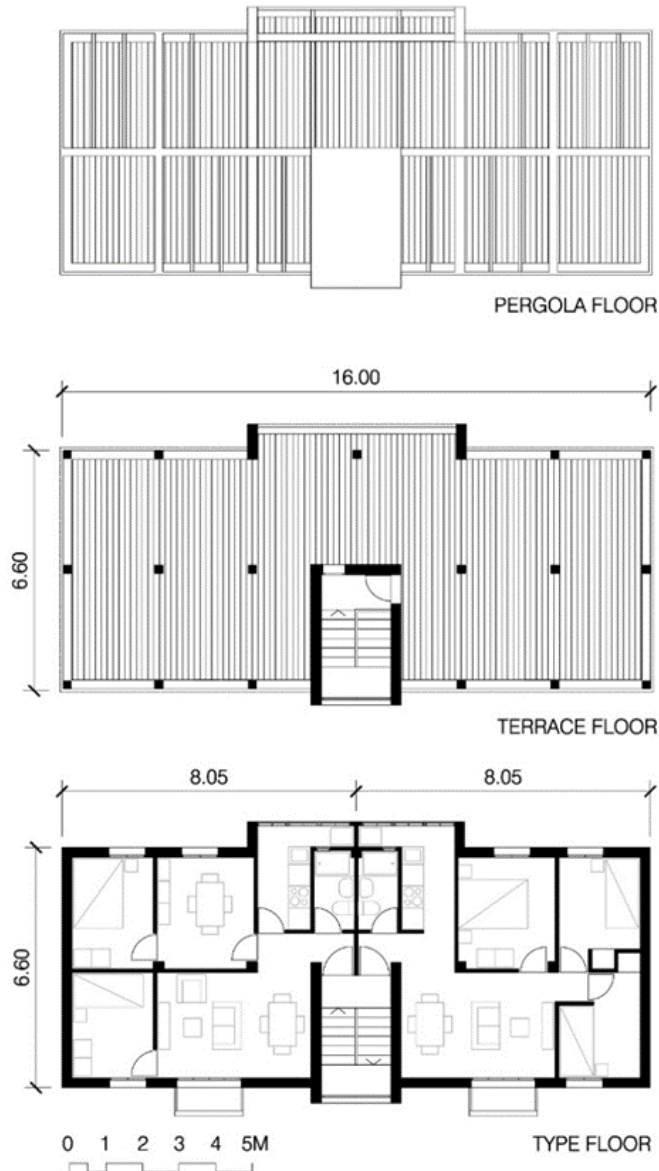 PERGOLA FLOOR
16.00
6.60
TERRACE FLOOR
8.05 8.05
6.60
0 1 2 3 4 5M
TYPE FLOOR